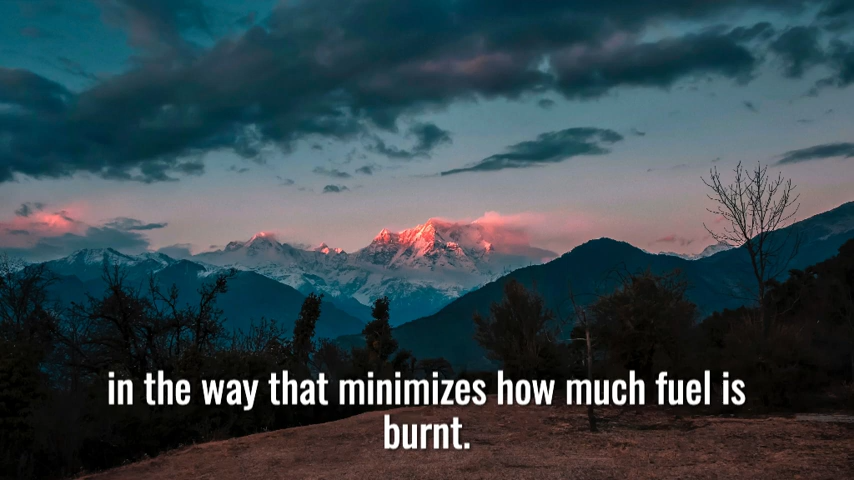 in the way that minimizes how much fuel is
burnt.